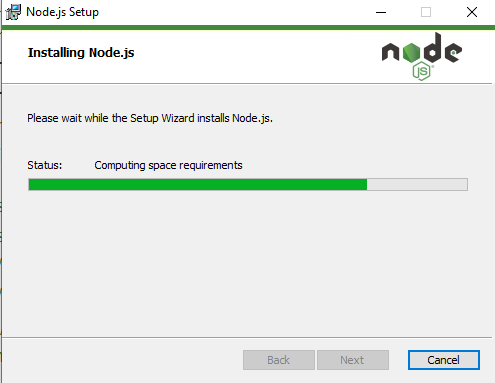 Node.js Setup
Installing Node.js
node
JS
Please wait while the Setup Wizard installs Node.js.
Status: Computing space requirements
Back Next Cancel